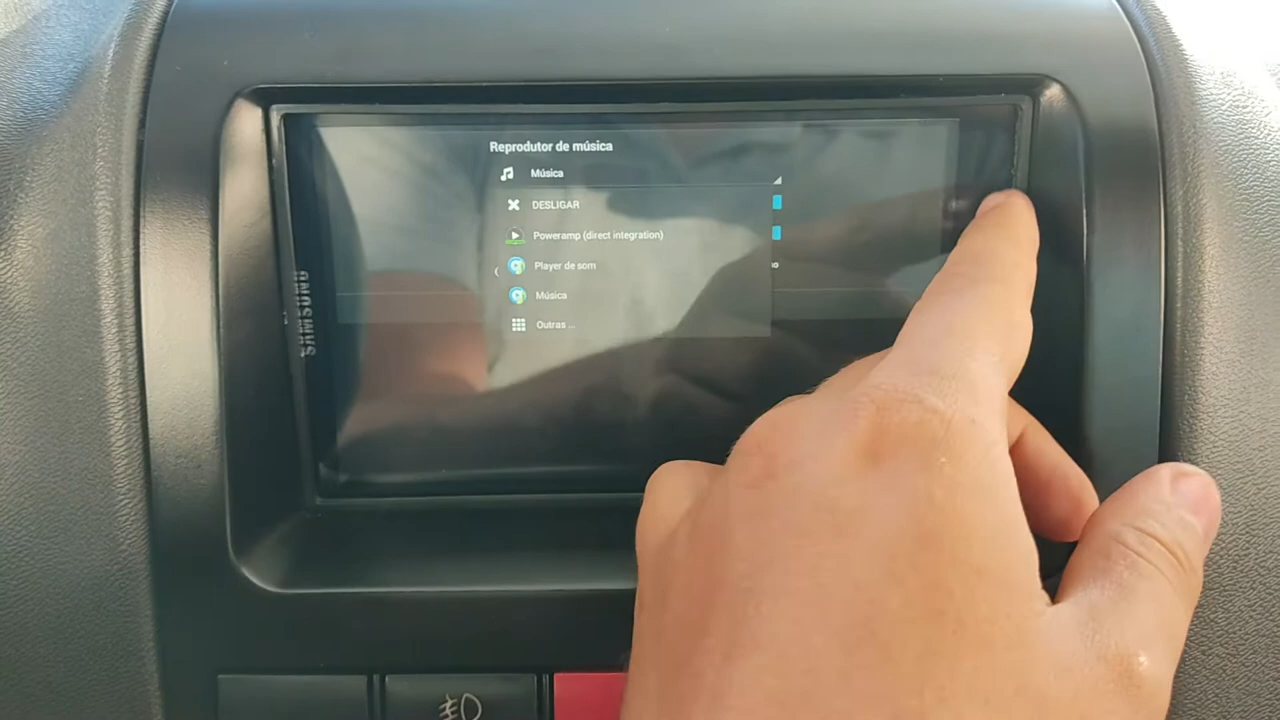 Reprodutor de música
Música
DESLIGAR
Poweramp (direct integration)
Player de som
Música
Outras ...
SAMSUNG